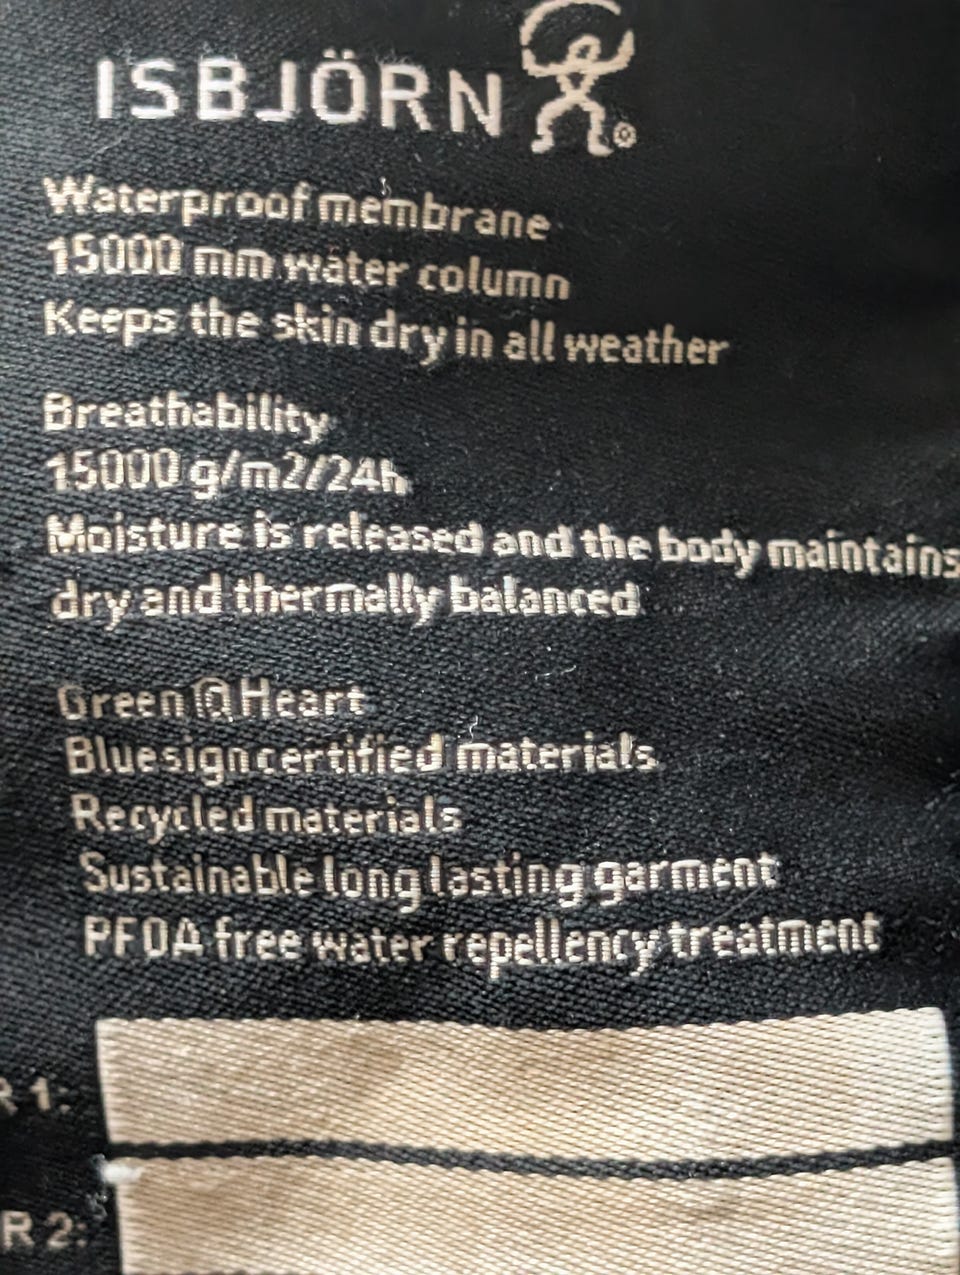 ISBJÖRN ®
Waterproof membrane
15000 mm water column
Keeps the skin dry in all weather
Breathability
15000 g/m2/24h
Moisture is released and the body maintains
dry and thermally balanced
Green @ Heart
Bluesign certified materials
Recycled materials
Sustainable long lasting garment
PFOA free water repellency treatment
R 1:
R 2: